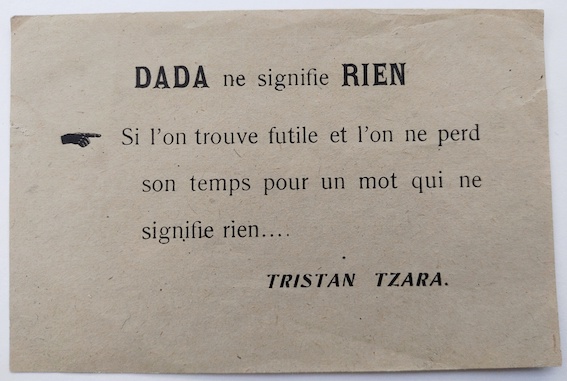 DADA ne signifie RIEN
Si l'on trouve futile et l'on ne perd
son temps pour un mot qui ne
signifie rien....
TRISTAN TZARA.